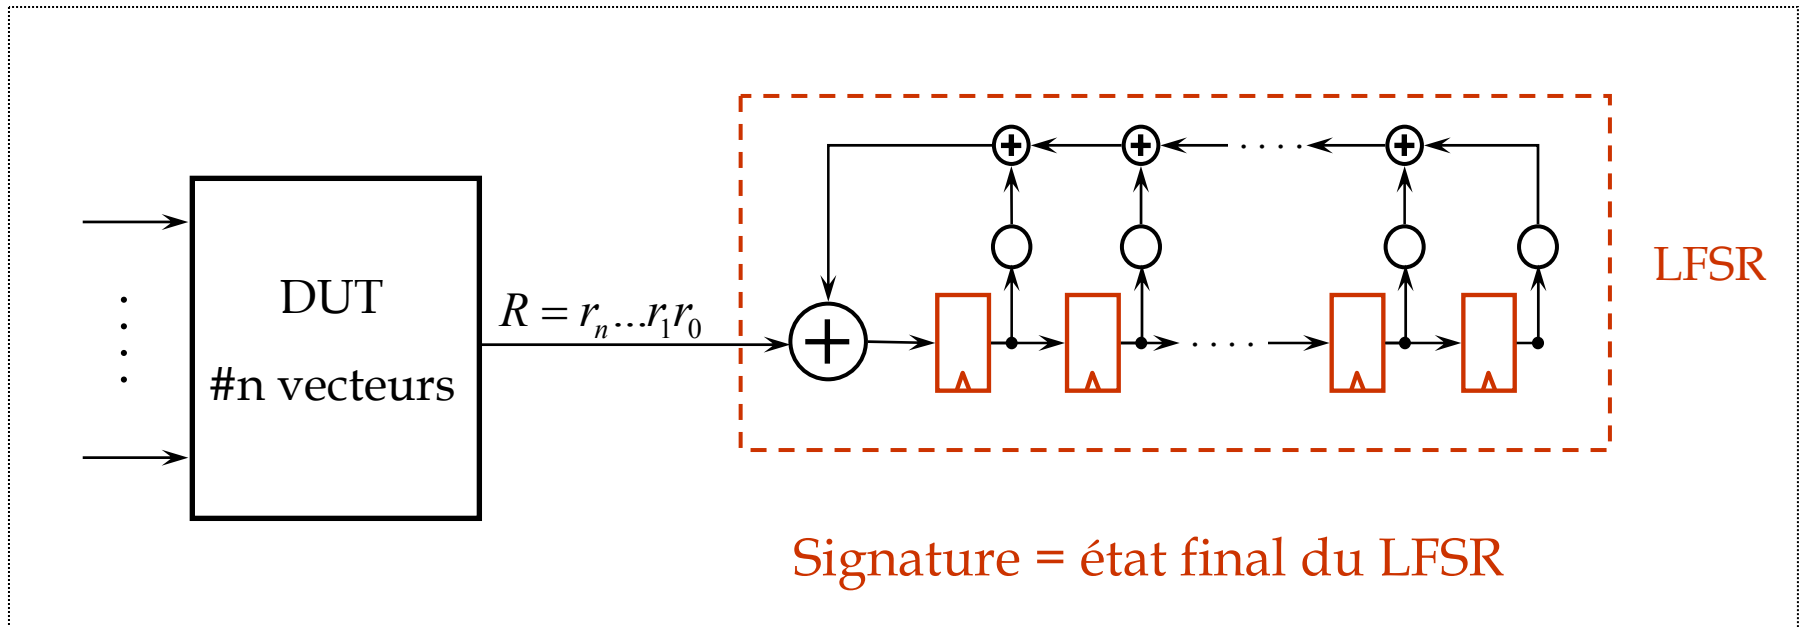 DUT
#n vecteurs
R = rₙ...r₁r₀
LFSR
Signature = état final du LFSR